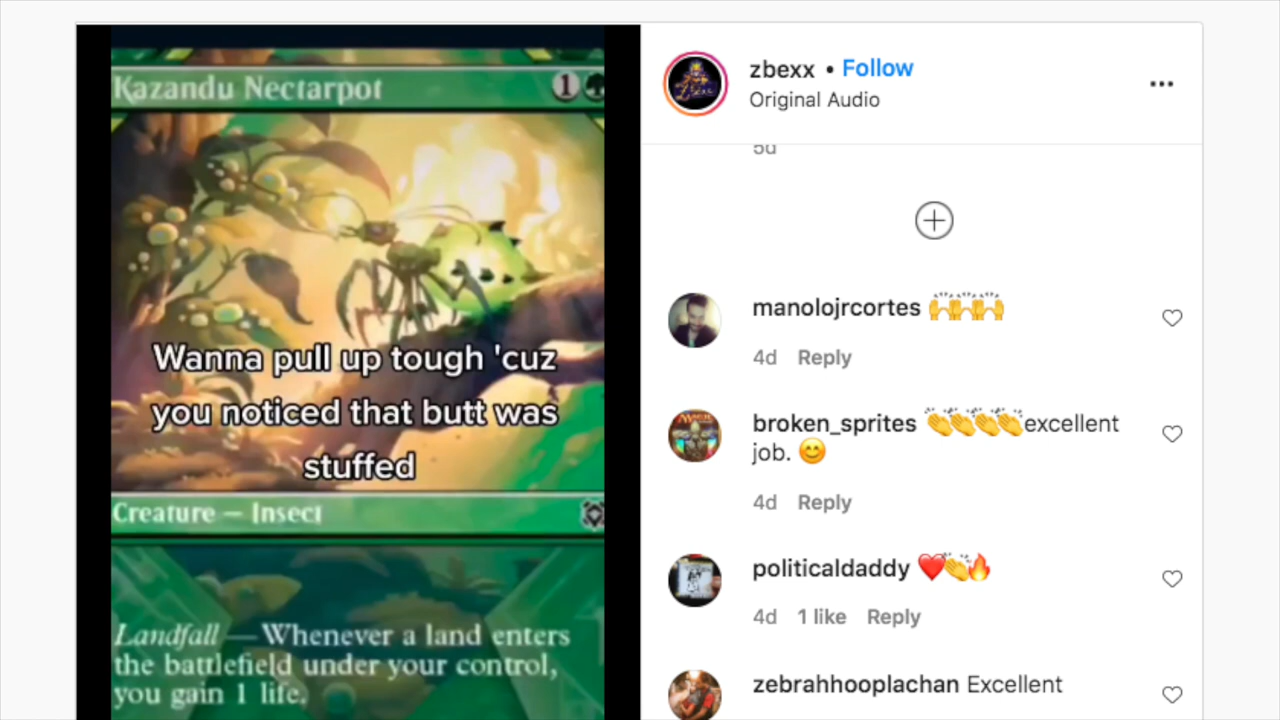 Kazandu Nectarpot 1
Wanna pull up tough 'cuz
you noticed that butt was
stuffed
Creature — Insect
Landfall — Whenever a land enters
the battlefield under your control,
you gain 1 life.
zbexx • Follow
Original Audio
5d
manolojrcortes 🙌🙌🙌
4d Reply
broken_sprites 👏👏👏👏excellent
job. 😊
4d Reply
politicaldaddy ❤️👏🔥
4d 1 like Reply
zebrahhooplachan Excellent